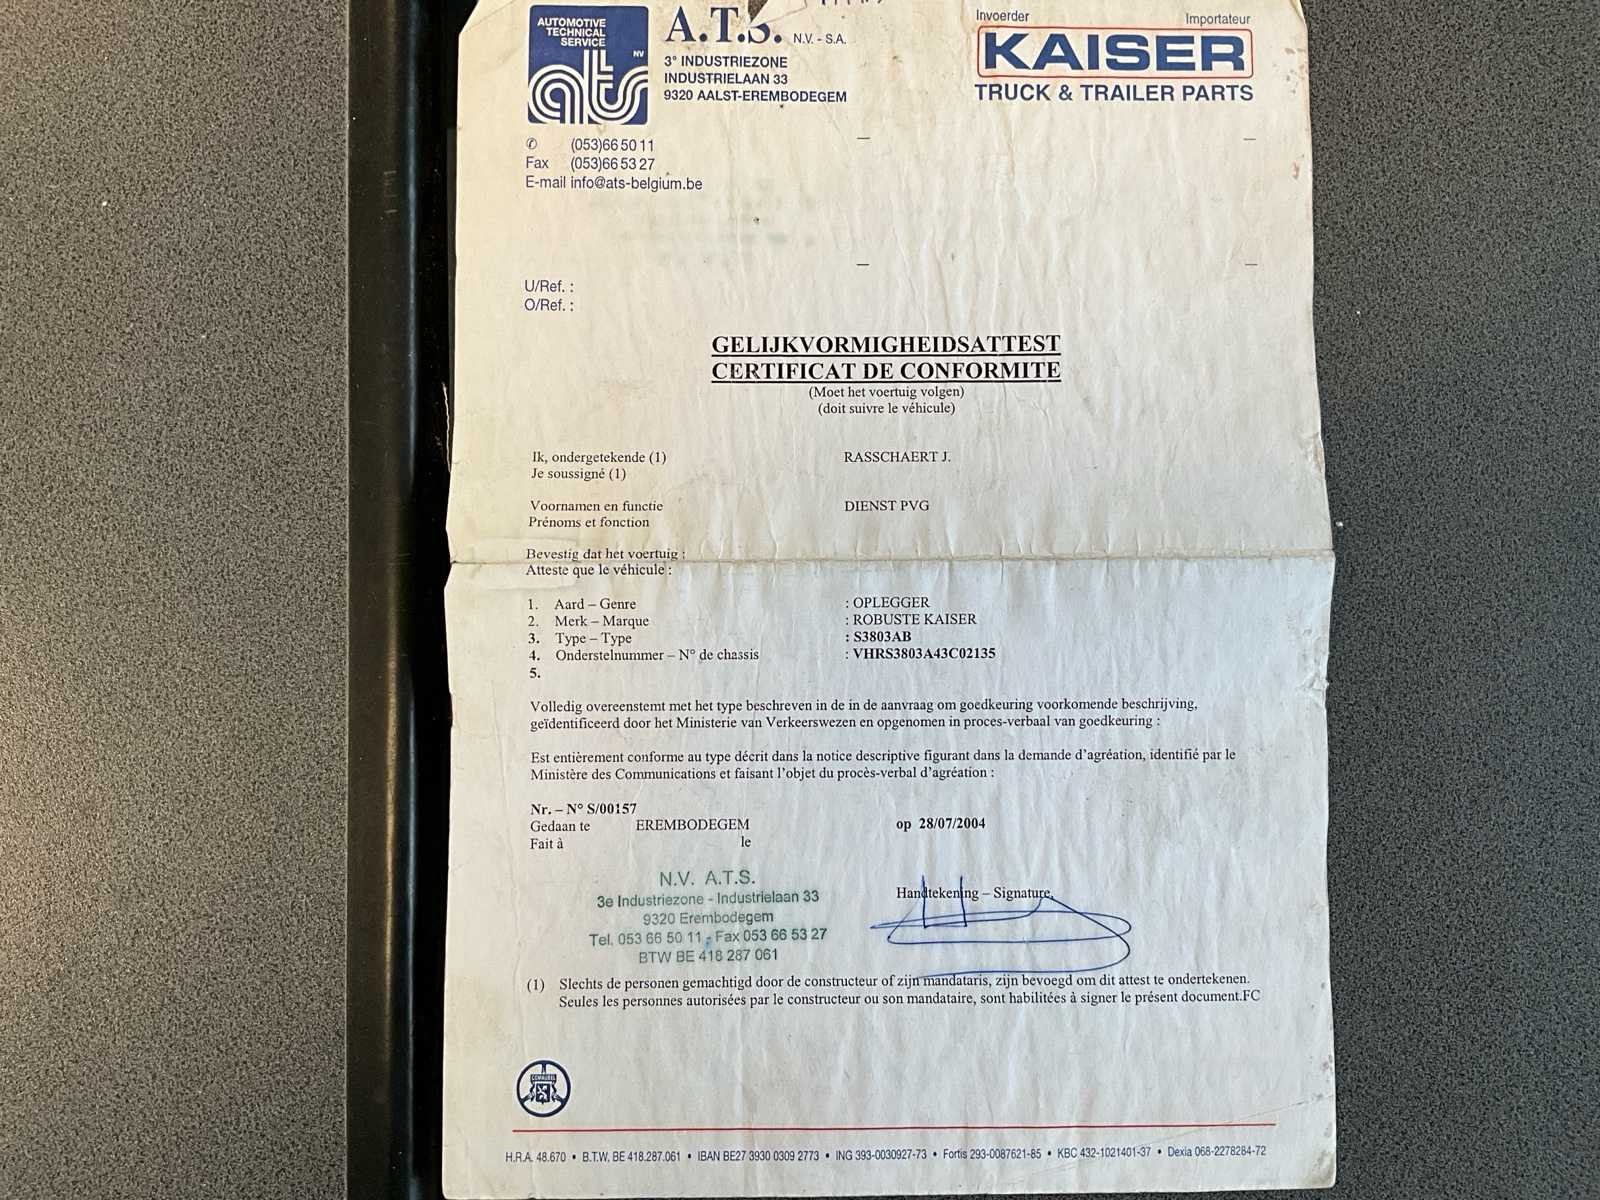 AUTOMOTIVE
TECHNICAL
SERVICE
NV
ats
A.T.S. N.V. - S.A.
3° INDUSTRIEZONE
INDUSTRIELAAN 33
9320 AALST-EREMBODEGEM
Invoerder Importateur
KAISER
TRUCK & TRAILER PARTS
✆ (053)66 50 11
Fax (053)66 53 27
E-mail info@ats-belgium.be
U/Ref. :
O/Ref. :
GELIJKVORMIGHEIDSATTEST
CERTIFICAT DE CONFORMITE
(Moet het voertuig volgen)
(doit suivre le véhicule)
Ik, ondergetekende (1) RASSCHAERT J.
Je soussigné (1)
Voornamen en functie DIENST PVG
Prénoms et fonction
Bevestig dat het voertuig :
Atteste que le véhicule :
1. Aard – Genre : OPLEGGER
2. Merk – Marque : ROBUSTE KAISER
3. Type – Type : S3803AB
4. Onderstelnummer – N° de chassis : VHRS3803A43C02135
5.
Volledig overeenstemt met het type beschreven in de in de aanvraag om goedkeuring voorkomende beschrijving,
geïdentificeerd door het Ministerie van Verkeerswezen en opgenomen in proces-verbaal van goedkeuring :
Est entièrement conforme au type décrit dans la notice descriptive figurant dans la demande d'agréation, identifié par le
Ministère des Communications et faisant l'objet du procès-verbal d'agréation :
Nr. – N° S/00157
Gedaan te EREMBODEGEM op 28/07/2004
Fait à le
N.V. A.T.S.
3e Industriezone - Industrielaan 33
9320 Erembodegem
Tel. 053 66 50 11 - Fax 053 66 53 27
BTW BE 418 287 061
Handtekening – Signature,
(1) Slechts de personen gemachtigd door de constructeur of zijn mandataris, zijn bevoegd om dit attest te ondertekenen.
Seules les personnes autorisées par le constructeur ou son mandataire, sont habilitées à signer le présent document.FC
H.R.A. 48.670 • B.T.W. BE 418.287.061 • IBAN BE27 3930 0309 2773 • ING 393-0030927-73 • Fortis 293-0087621-85 • KBC 432-1021401-37 • Dexia 068-2278284-72